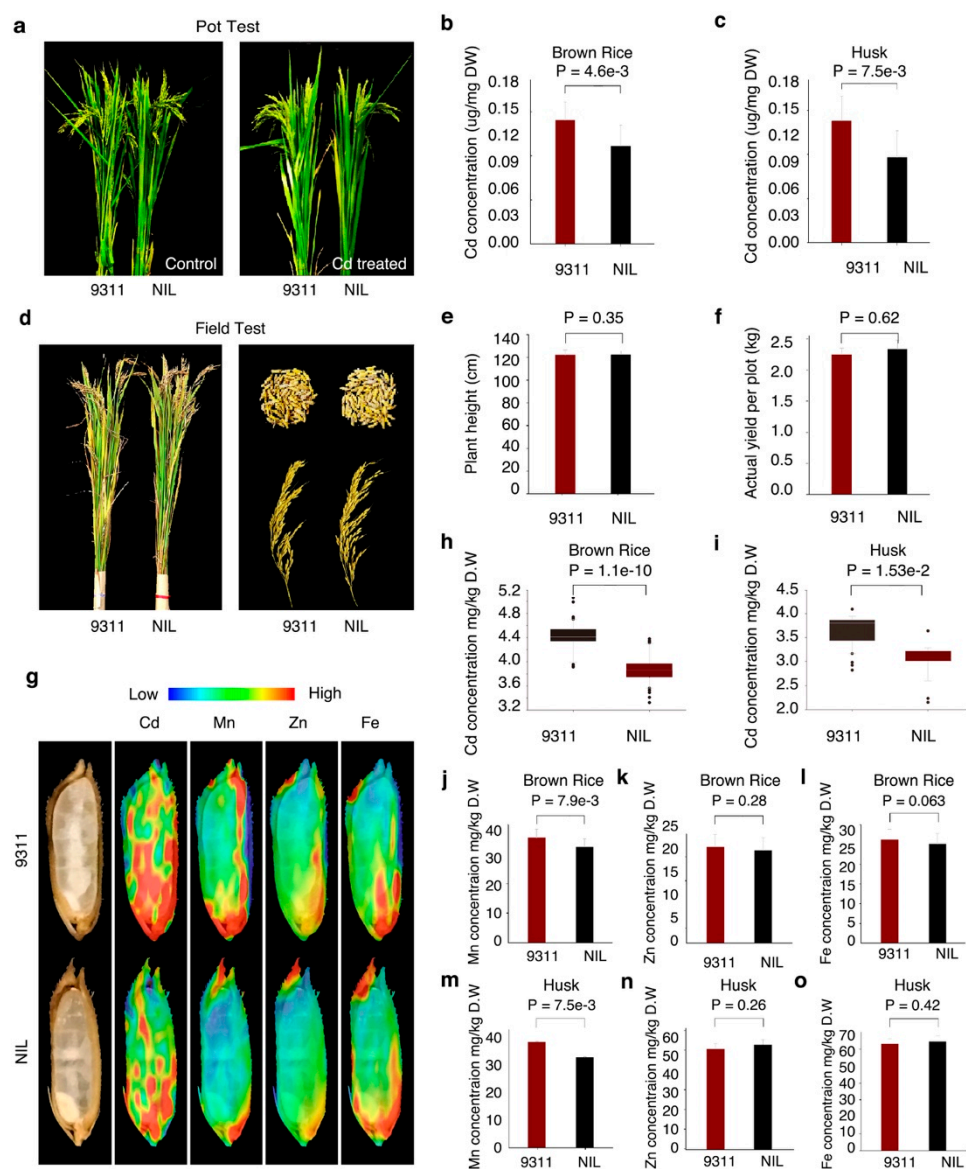 a
Pot Test
Control
Cd treated
9311 NIL
9311 NIL
b
Brown Rice
P = 4.6e-3
Cd concentration (ug/mg DW)
0.18
0.15
0.12
0.09
0.06
0.03
0.00
9311 NIL
c
Husk
P = 7.5e-3
Cd concentration (ug/mg DW)
0.18
0.15
0.12
0.09
0.06
0.03
0.00
9311 NIL
d
Field Test
9311 NIL
9311 NIL
e
P = 0.35
Plant height (cm)
140
120
100
80
60
40
20
0
9311 NIL
f
P = 0.62
Actual yield per plot (kg)
2.5
2.0
1.5
1.0
0.5
0.0
9311 NIL
g
Low High
Cd Mn Zn Fe
9311
NIL
h
Brown Rice
P = 1.1e-10
Cd concentration mg/kg D.W
5.2
4.8
4.4
4.0
3.6
3.2
9311 NIL
i
Husk
P = 1.53e-2
Cd concentration mg/kg D.W
4.5
4.0
3.5
3.0
2.5
2.0
9311 NIL
j
Brown Rice
P = 7.9e-3
Mn concentraion mg/kg D.W
40
30
20
10
0
9311 NIL
k
Brown Rice
P = 0.28
Zn concentraion mg/kg D.W
25
20
15
10
5
0
9311 NIL
l
Brown Rice
P = 0.063
Fe concentraion mg/kg D.W
30
25
20
15
10
5
0
9311 NIL
m
Husk
P = 7.5e-3
Mn concentraion mg/kg D.W
40
30
20
10
0
9311 NIL
n
Husk
P = 0.26
Zn concentraion mg/kg D.W
60
50
40
30
20
10
0
9311 NIL
o
Husk
P = 0.42
Fe concentraion mg/kg D.W
70
60
50
40
30
20
10
0
9311 NIL